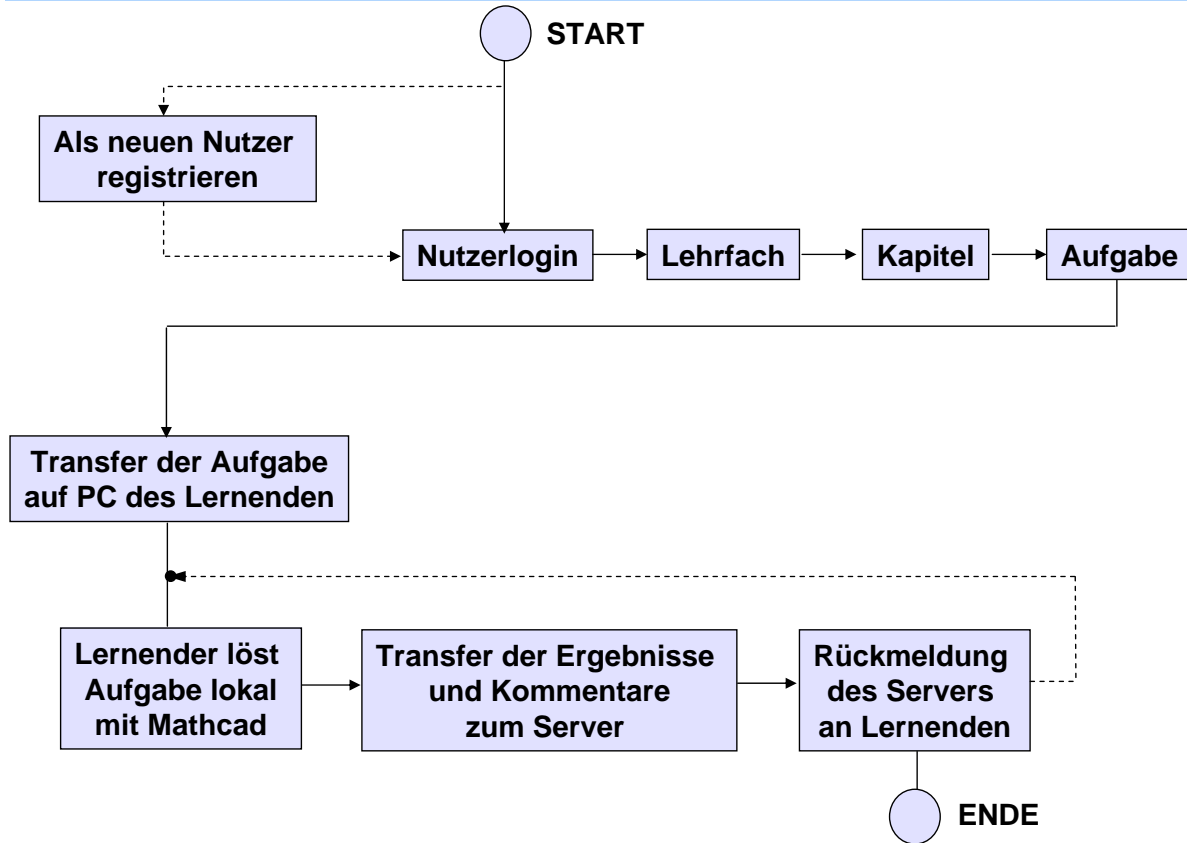 START
Als neuen Nutzer
registrieren
Nutzerlogin
Lehrfach
Kapitel
Aufgabe
Transfer der Aufgabe
auf PC des Lernenden
Lernender löst
Aufgabe lokal
mit Mathcad
Transfer der Ergebnisse
und Kommentare
zum Server
Rückmeldung
des Servers
an Lernenden
ENDE